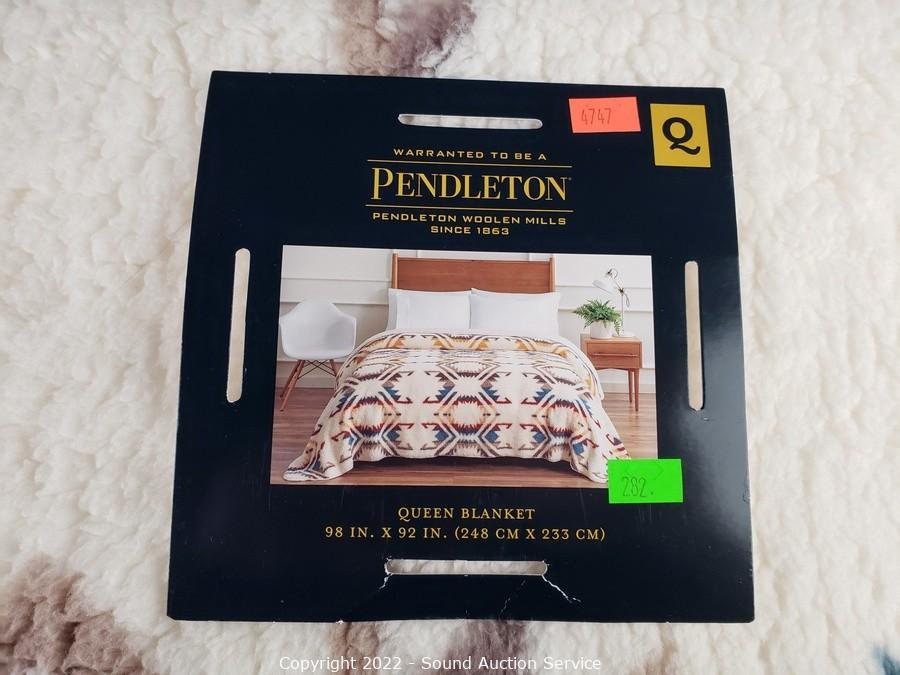 4747
Q
WARRANTED TO BE A
PENDLETON
PENDLETON WOOLEN MILLS
SINCE 1863
282.
QUEEN BLANKET
98 IN. X 92 IN. (248 CM X 233 CM)
Copyright 2022 - Sound Auction Service